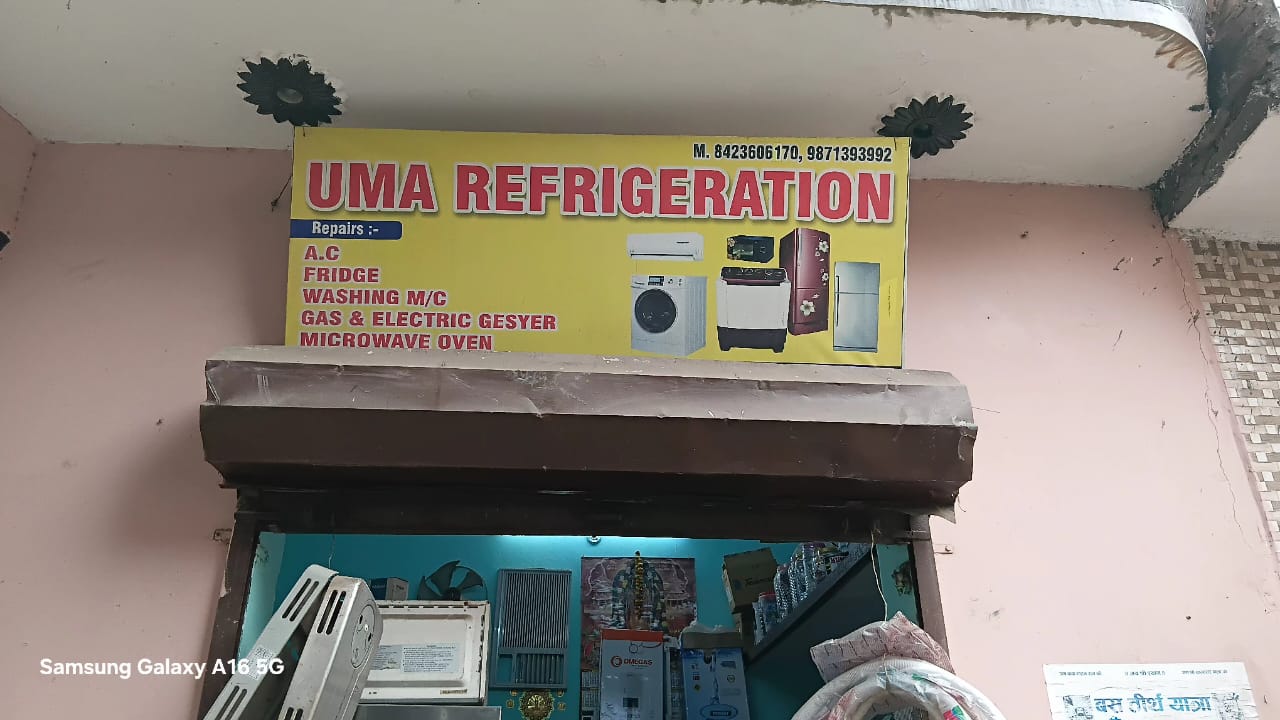 M. 8423606170, 9871393992
UMA REFRIGERATION
Repairs :-
A.C
FRIDGE
WASHING M/C
GAS & ELECTRIC GESYER
MICROWAVE OVEN
OMEGAS
Samsung Galaxy A16 5G
बस तीर्थ यात्रा